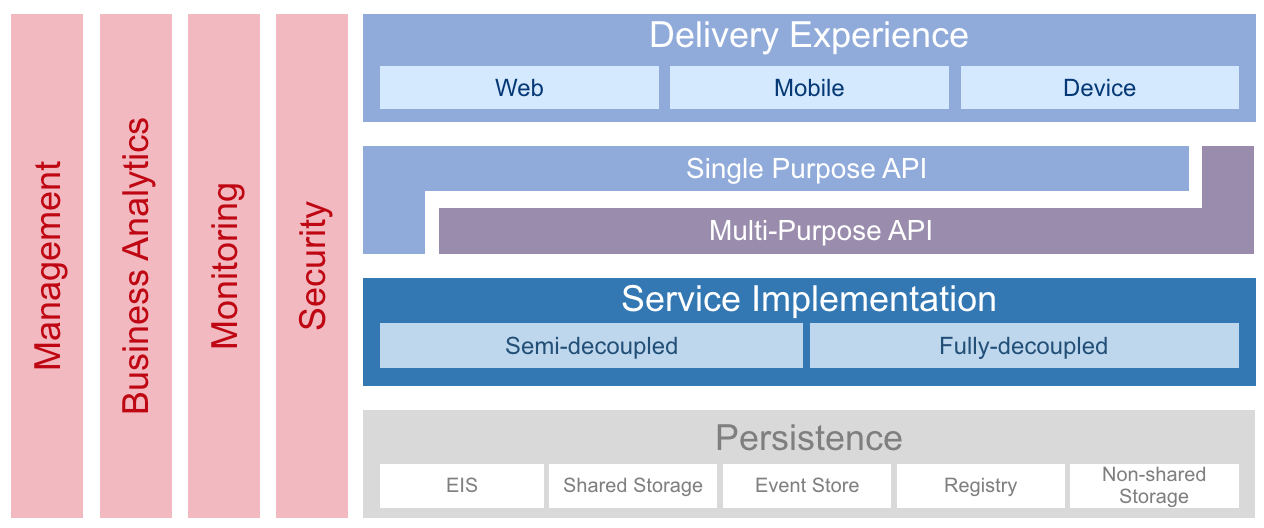 Management
Business Analytics
Monitoring
Security
Delivery Experience
Web
Mobile
Device
Single Purpose API
Multi-Purpose API
Service Implementation
Semi-decoupled
Fully-decoupled
Persistence
EIS
Shared Storage
Event Store
Registry
Non-shared
Storage